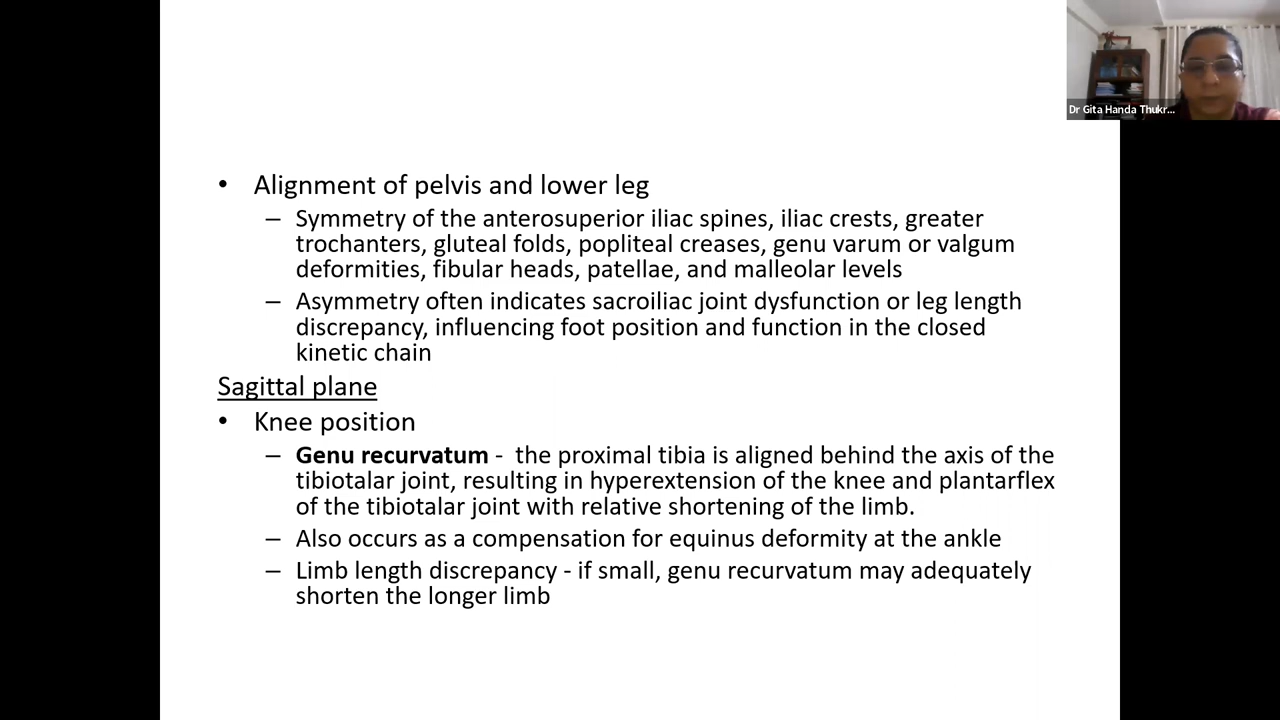 Dr Gita Handa Thukr...
• Alignment of pelvis and lower leg
– Symmetry of the anterosuperior iliac spines, iliac crests, greater
trochanters, gluteal folds, popliteal creases, genu varum or valgum
deformities, fibular heads, patellae, and malleolar levels
– Asymmetry often indicates sacroiliac joint dysfunction or leg length
discrepancy, influencing foot position and function in the closed
kinetic chain
Sagittal plane
• Knee position
– Genu recurvatum - the proximal tibia is aligned behind the axis of the
tibiotalar joint, resulting in hyperextension of the knee and plantarflex
of the tibiotalar joint with relative shortening of the limb.
– Also occurs as a compensation for equinus deformity at the ankle
– Limb length discrepancy - if small, genu recurvatum may adequately
shorten the longer limb